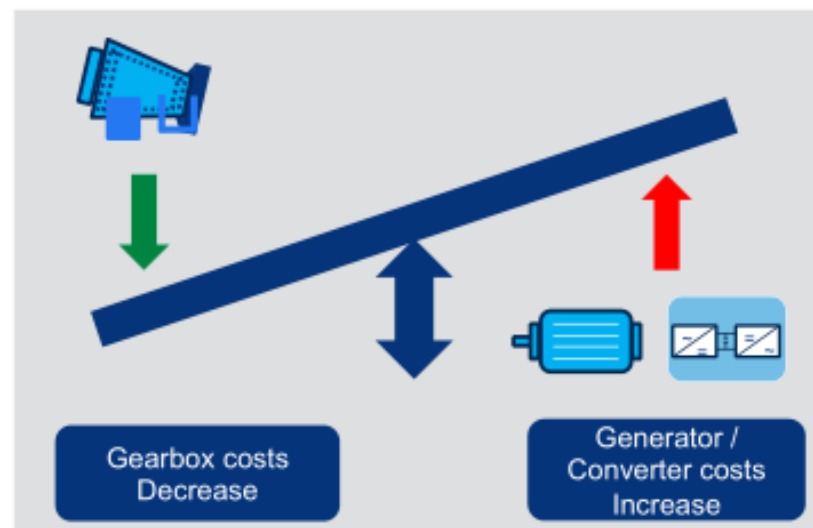 Gearbox costs
Decrease
Generator /
Converter costs
Increase